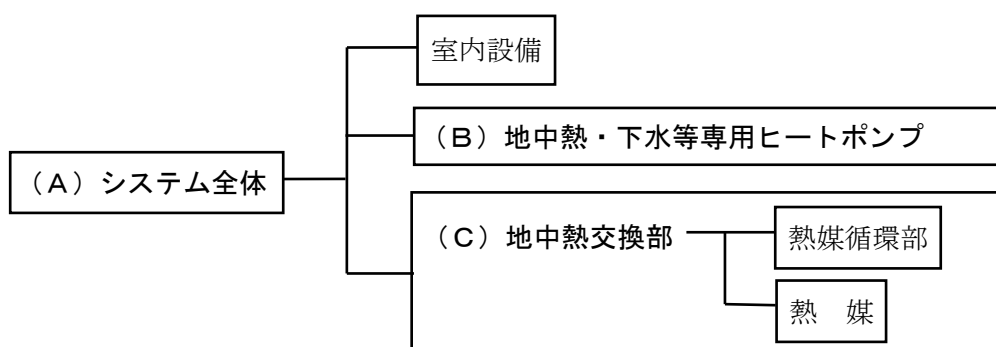 室内設備
（Ｂ）地中熱・下水等専用ヒートポンプ
（Ａ）システム全体
（Ｃ）地中熱交換部
熱媒循環部
熱　媒